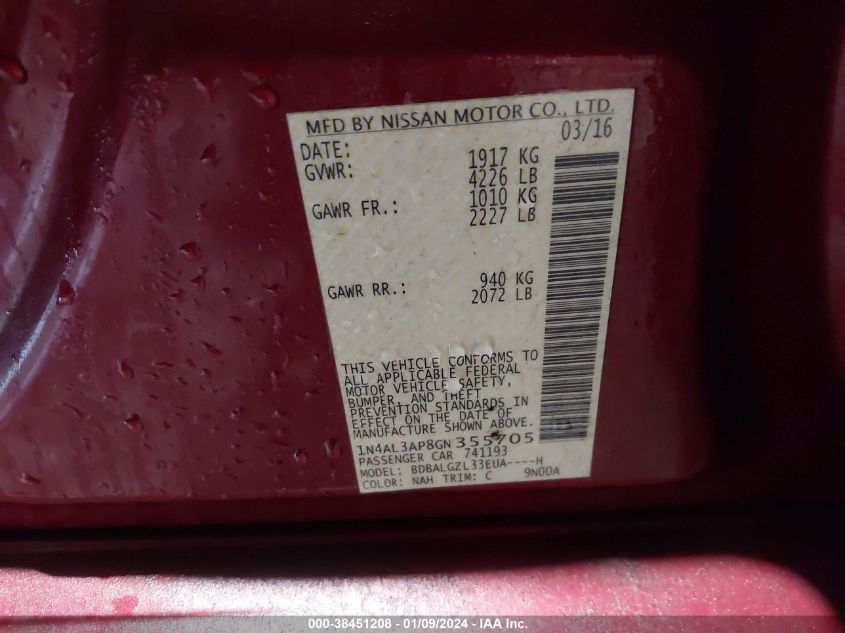 MFD BY NISSAN MOTOR CO., LTD.
DATE: 03/16
GVWR: 1917 KG
4226 LB
GAWR FR.: 1010 KG
2227 LB
GAWR RR.: 940 KG
2072 LB
THIS VEHICLE CONFORMS TO
ALL APPLICABLE FEDERAL
MOTOR VEHICLE SAFETY,
BUMPER, AND THEFT
PREVENTION STANDARDS IN
EFFECT ON THE DATE OF
MANUFACTURE SHOWN ABOVE.
1N4AL3AP8GN355705
PASSENGER CAR 741193
MODEL: BDBALGZL33EUA----H
COLOR: NAH TRIM: C 9N00A
000-38451208 - 01/09/2024 - IAA Inc.